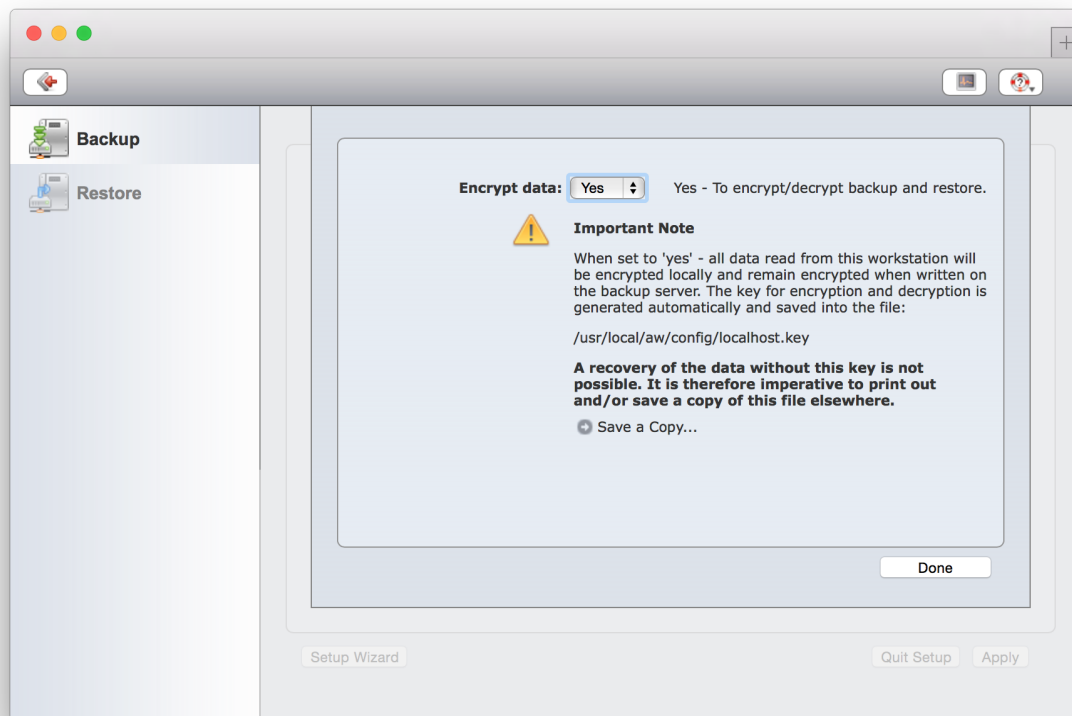 Backup
Restore
Encrypt data: Yes Yes - To encrypt/decrypt backup and restore.
Important Note
When set to 'yes' - all data read from this workstation will
be encrypted locally and remain encrypted when written on
the backup server. The key for encryption and decryption is
generated automatically and saved into the file:
/usr/local/aw/config/localhost.key
A recovery of the data without this key is not
possible. It is therefore imperative to print out
and/or save a copy of this file elsewhere.
Save a Copy...
Done
Setup Wizard Quit Setup Apply